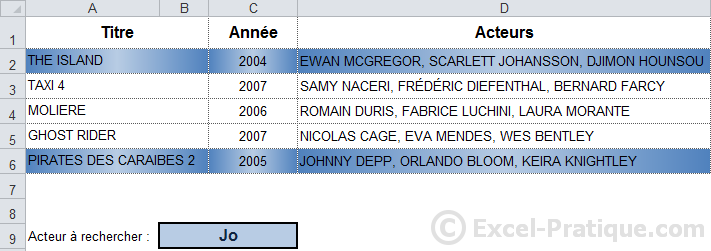 A B C D
1 Titre Année Acteurs
2 THE ISLAND 2004 EWAN MCGREGOR, SCARLETT JOHANSSON, DJIMON HOUNSOU
3 TAXI 4 2007 SAMY NACERI, FRÉDÉRIC DIEFENTHAL, BERNARD FARCY
4 MOLIERE 2006 ROMAIN DURIS, FABRICE LUCHINI, LAURA MORANTE
5 GHOST RIDER 2007 NICOLAS CAGE, EVA MENDES, WES BENTLEY
6 PIRATES DES CARAIBES 2 2005 JOHNNY DEPP, ORLANDO BLOOM, KEIRA KNIGHTLEY
7
8
9 Acteur à rechercher : Jo
© Excel-Pratique.com